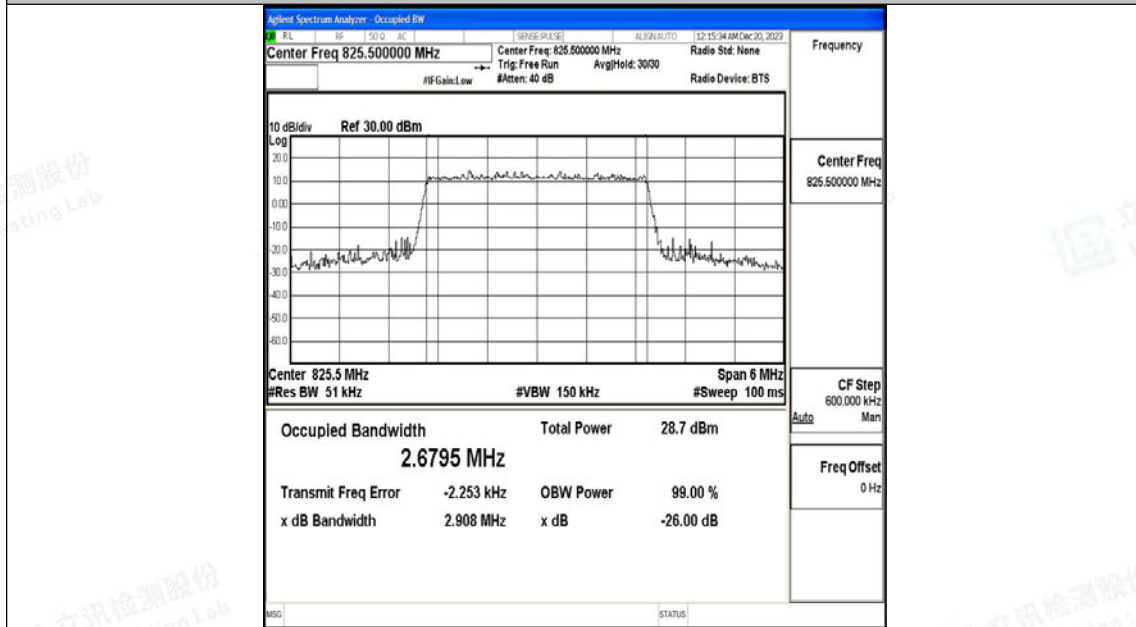 Agilent Spectrum Analyzer - Occupied BW
RL RF 50 Ω AC SENSE:PULSE ALIGNAUTO 12:15:34 AM Dec 20, 2023
Center Freq 825.500000 MHz
Center Freq: 825.500000 MHz
Radio Std: None
Trig: Free Run Avg|Hold: 30/30
#IFGain:Low
#Atten: 40 dB
Radio Device: BTS
Frequency
10 dB/div Ref 30.00 dBm
Log
20.0
10.0
0.00
-10.0
-20.0
-30.0
-40.0
-50.0
-60.0
Center 825.5 MHz
Span 6 MHz
#Res BW 51 kHz
#VBW 150 kHz
#Sweep 100 ms
Center Freq
825.500000 MHz
CF Step
600.000 kHz
Auto Man
Freq Offset
0 Hz
Occupied Bandwidth
2.6795 MHz
Total Power 28.7 dBm
Transmit Freq Error -2.253 kHz
OBW Power 99.00 %
x dB Bandwidth 2.908 MHz
x dB -26.00 dB
MSG
STATUS
立讯检测股份